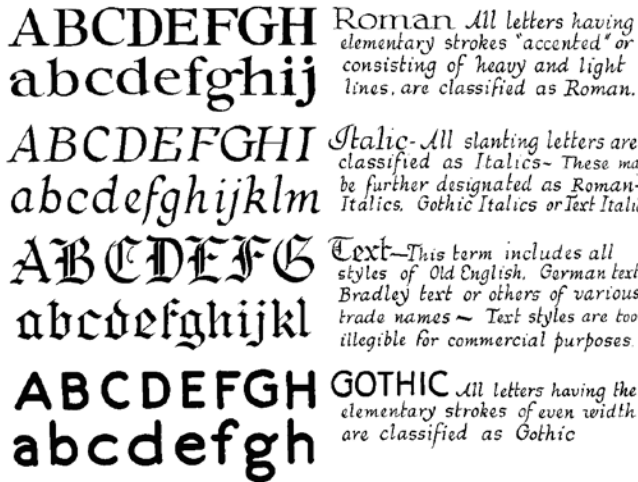 ABCDEFGH
abcdefghij
Roman All letters having
elementary strokes "accented" or
consisting of heavy and light
lines, are classified as Roman.
ABCDEFGHI
abcdefghijklm
Italic- All slanting letters are
classified as Italics~ These ma
be further designated as Roman-
Italics, Gothic Italics or Text Itali
ABCDEFG
abcdefghijkl
Text—This term includes all
styles of Old English, German text
Bradley text or others of various
trade names ~ Text styles are too
illegible for commercial purposes.
ABCDEFGH
abcdefgh
GOTHIC All letters having the
elementary strokes of even width
are classified as Gothic